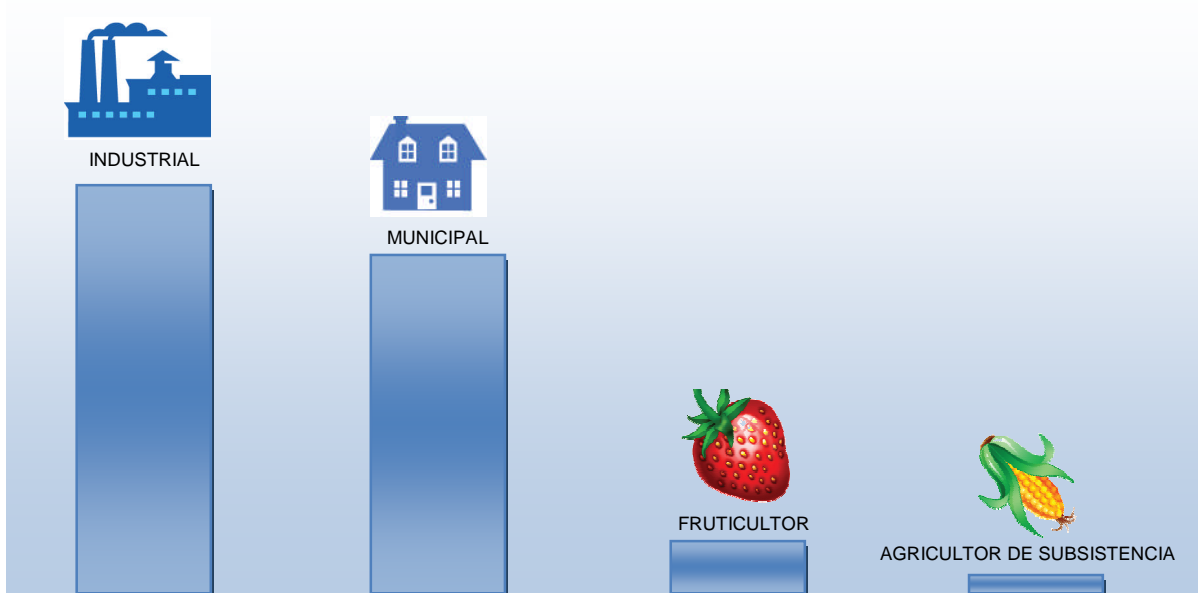 INDUSTRIAL
MUNICIPAL
FRUTICULTOR
AGRICULTOR DE SUBSISTENCIA